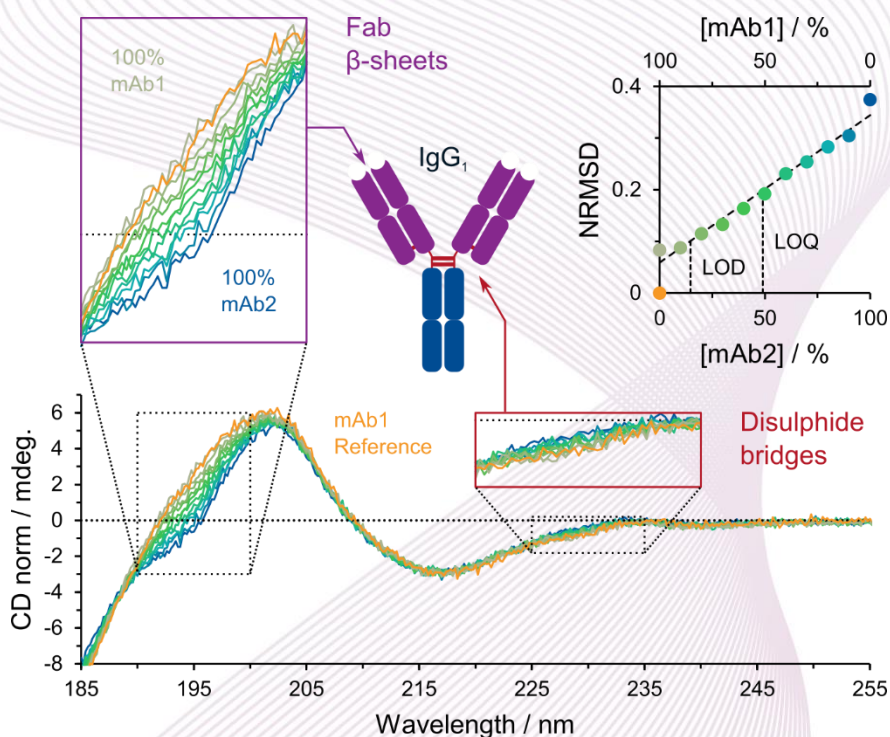 100%
mAb1
100%
mAb2
Fab
β-sheets
IgG₁
[mAb1] / %
100 50 0
NRMSD
0.4
0.2
0
LOD
LOQ
0 50 100
[mAb2] / %
CD norm / mdeg.
6
4
2
0
-2
-4
-6
-8
mAb1
Reference
Disulphide
bridges
185 195 205 215 225 235 245 255
Wavelength / nm